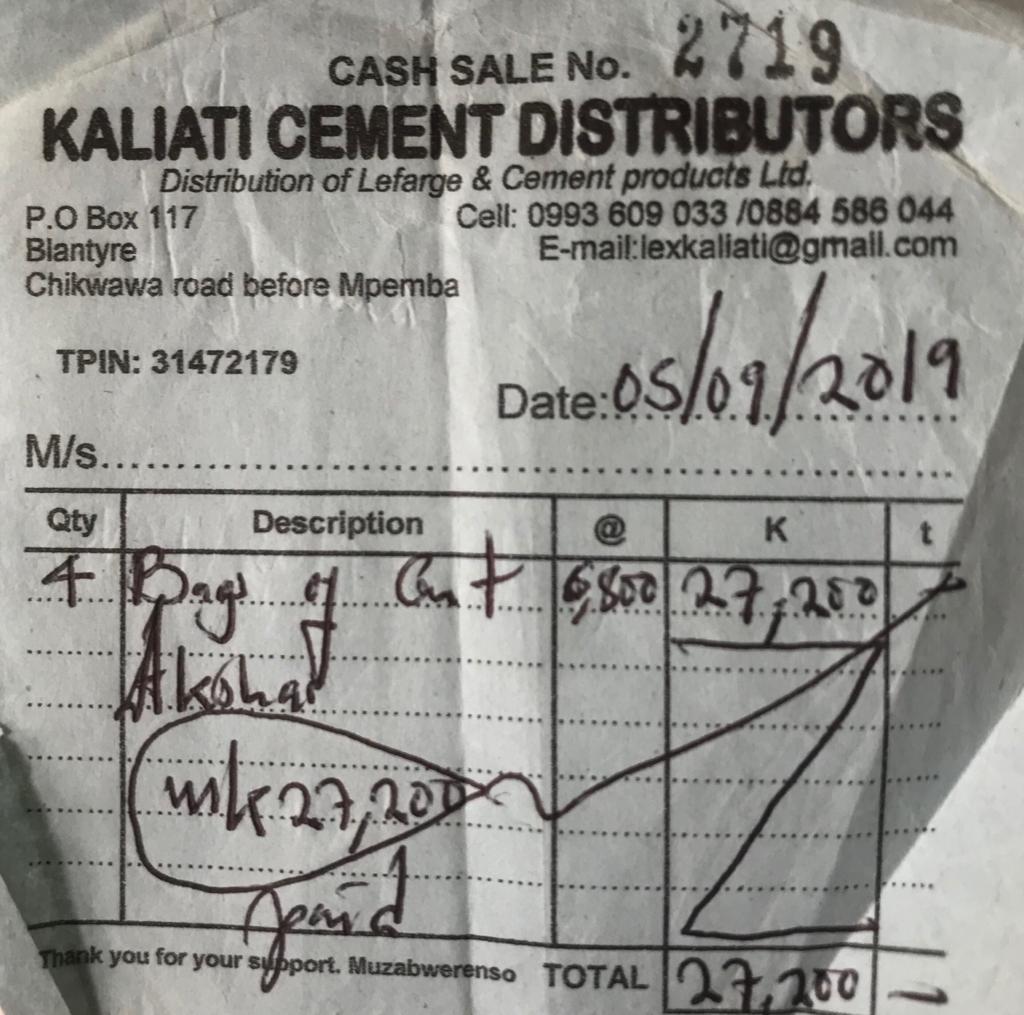 CASH SALE No. 2719
KALIATI CEMENT DISTRIBUTORS
Distribution of Lefarge & Cement products Ltd.
P.O Box 117 Cell: 0993 609 033 /0884 586 044
Blantyre E-mail:lexkaliati@gmail.com
Chikwawa road before Mpemba
TPIN: 31472179
Date: 05/09/2019
M/s
Qty Description @ K t
4 Bags of 6,800 27,200
mk 27,200
paid
Thank you for your support. Muzabwerenso TOTAL 27,200 —